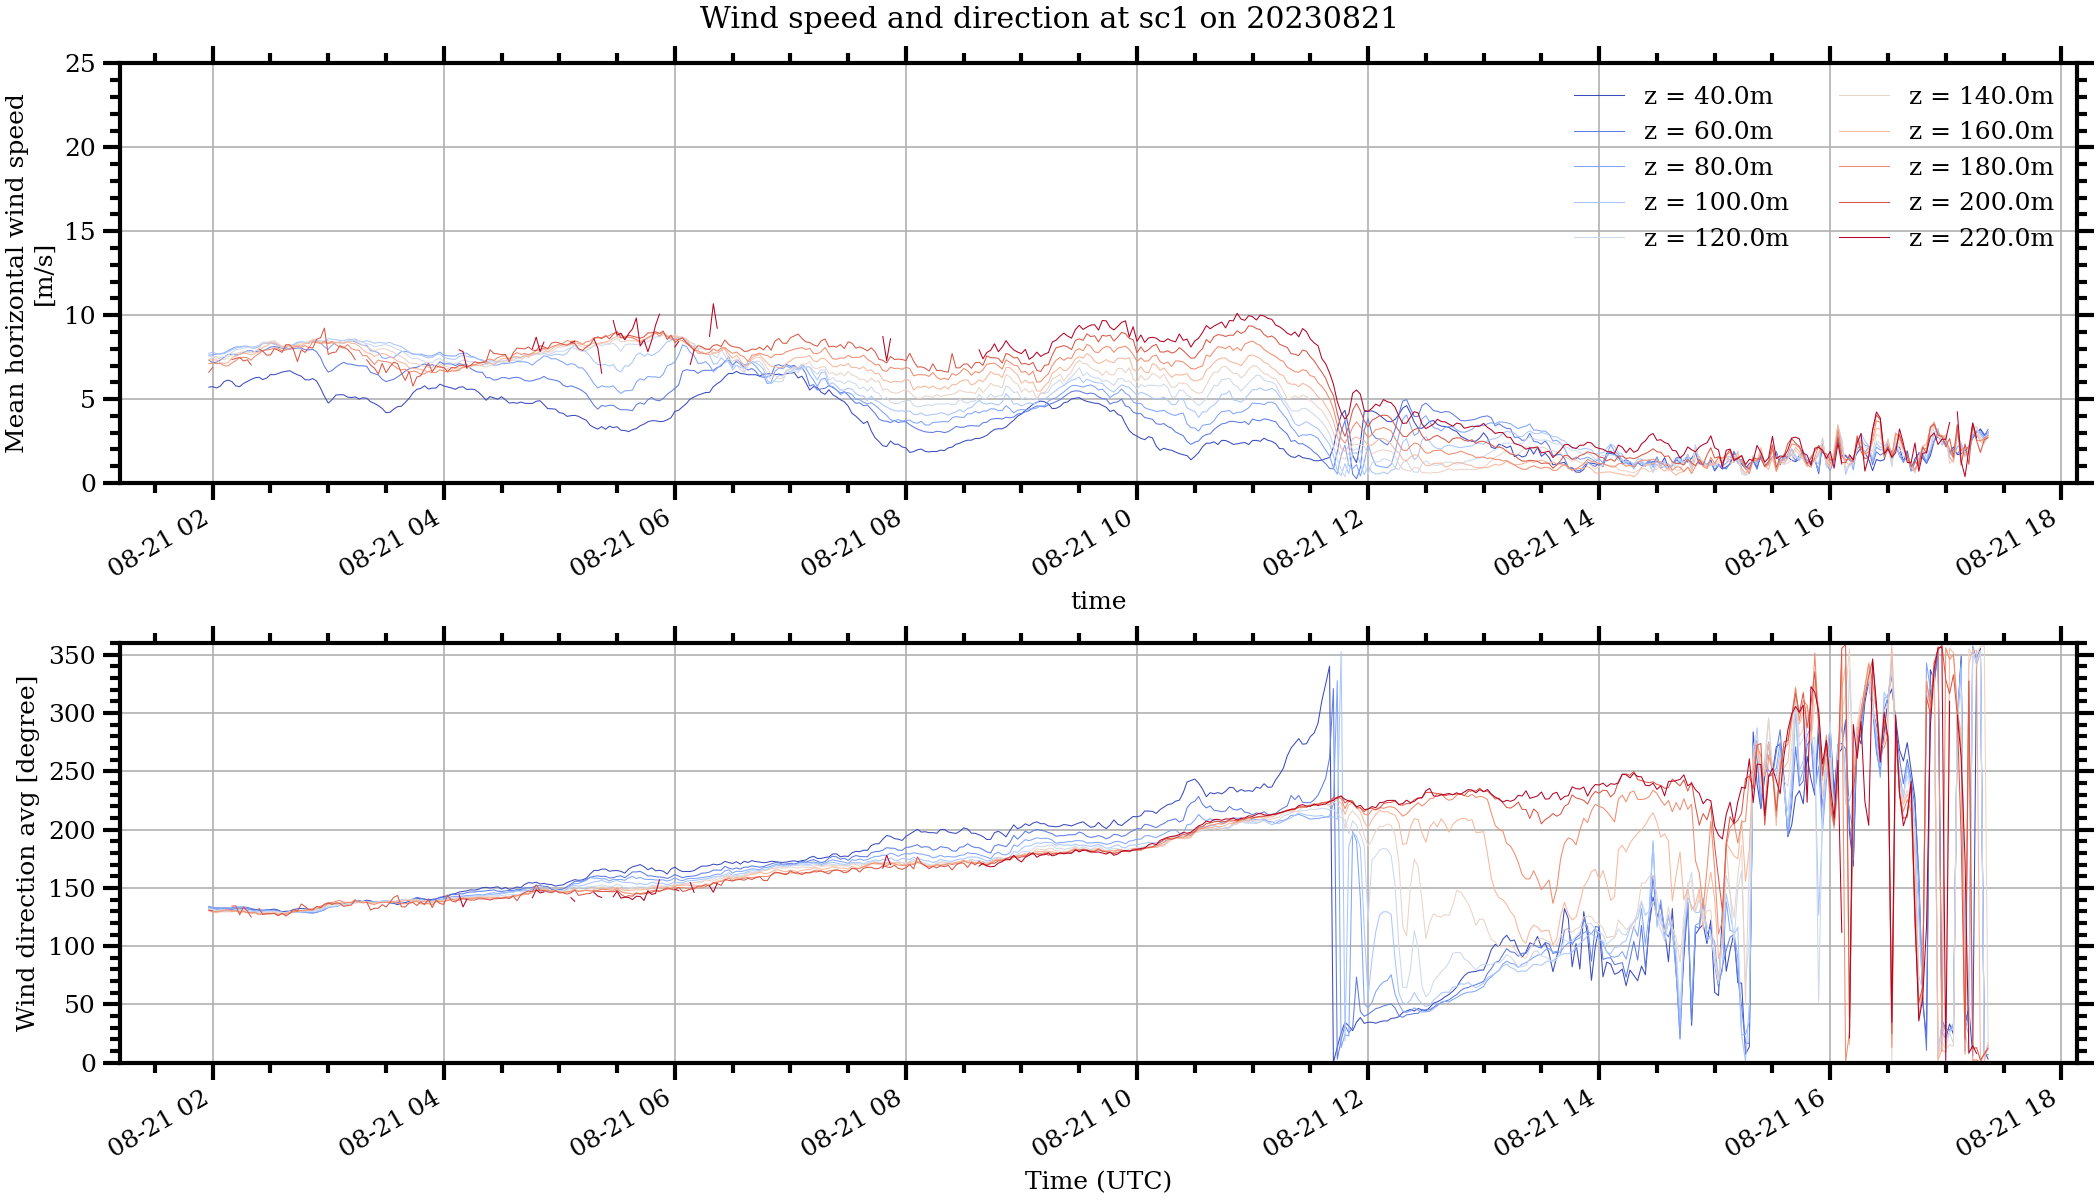 Wind speed and direction at sc1 on 20230821
Mean horizontal wind speed
[m/s]
25
20
15
10
5
0
z = 40.0m
z = 60.0m
z = 80.0m
z = 100.0m
z = 120.0m
z = 140.0m
z = 160.0m
z = 180.0m
z = 200.0m
z = 220.0m
08-21 02
08-21 04
08-21 06
08-21 08
08-21 10
08-21 12
08-21 14
08-21 16
08-21 18
time
Wind direction avg [degree]
350
300
250
200
150
100
50
0
08-21 02
08-21 04
08-21 06
08-21 08
08-21 10
08-21 12
08-21 14
08-21 16
08-21 18
Time (UTC)